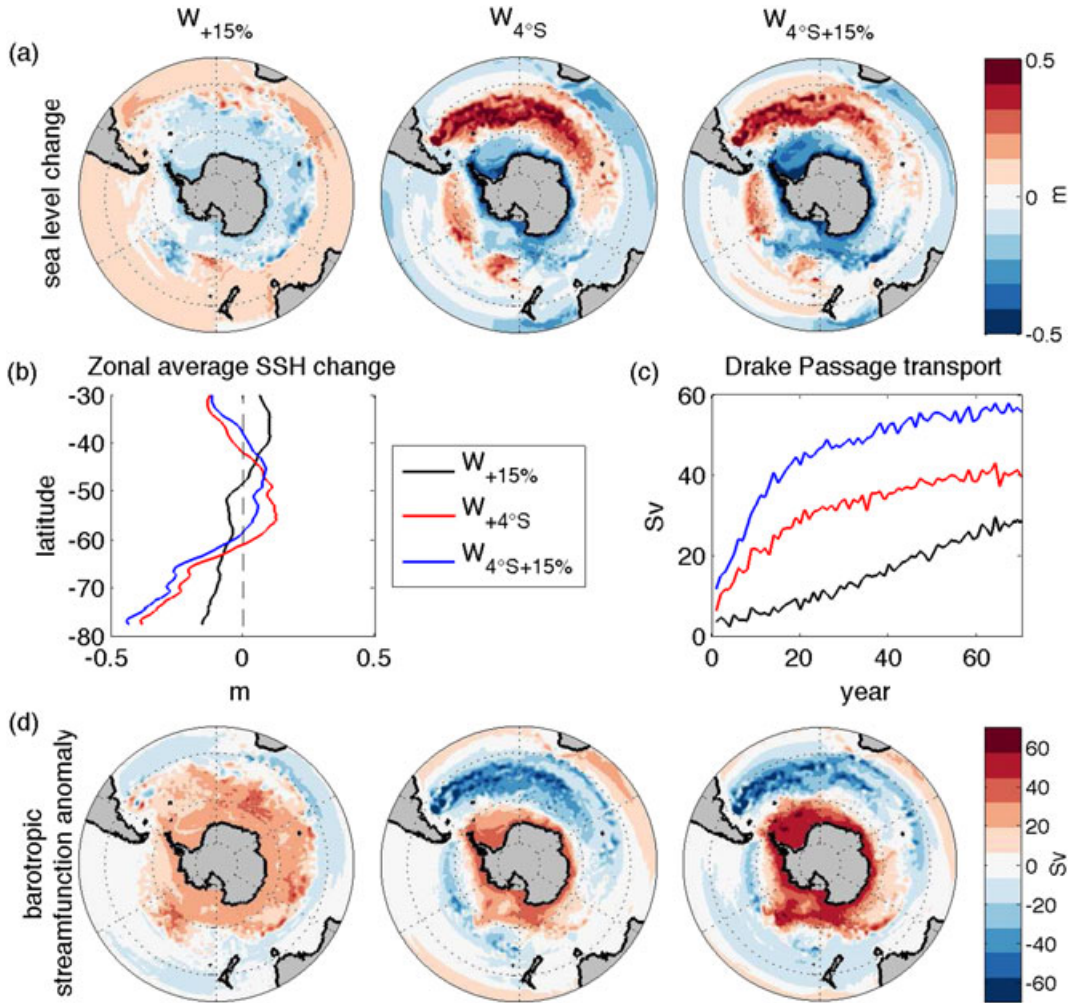 W+15% W4°S W4°S+15%
(a)
sea level change
0.5
0
-0.5
m
(b) Zonal average SSH change
-30
-40
-50
-60
-70
-80
latitude
-0.5 0 0.5
m
W+15%
W+4°S
W4°S+15%
(c) Drake Passage transport
60
40
20
0
Sv
0 20 40 60
year
(d)
barotropic
streamfunction anomaly
60
40
20
0
-20
-40
-60
Sv